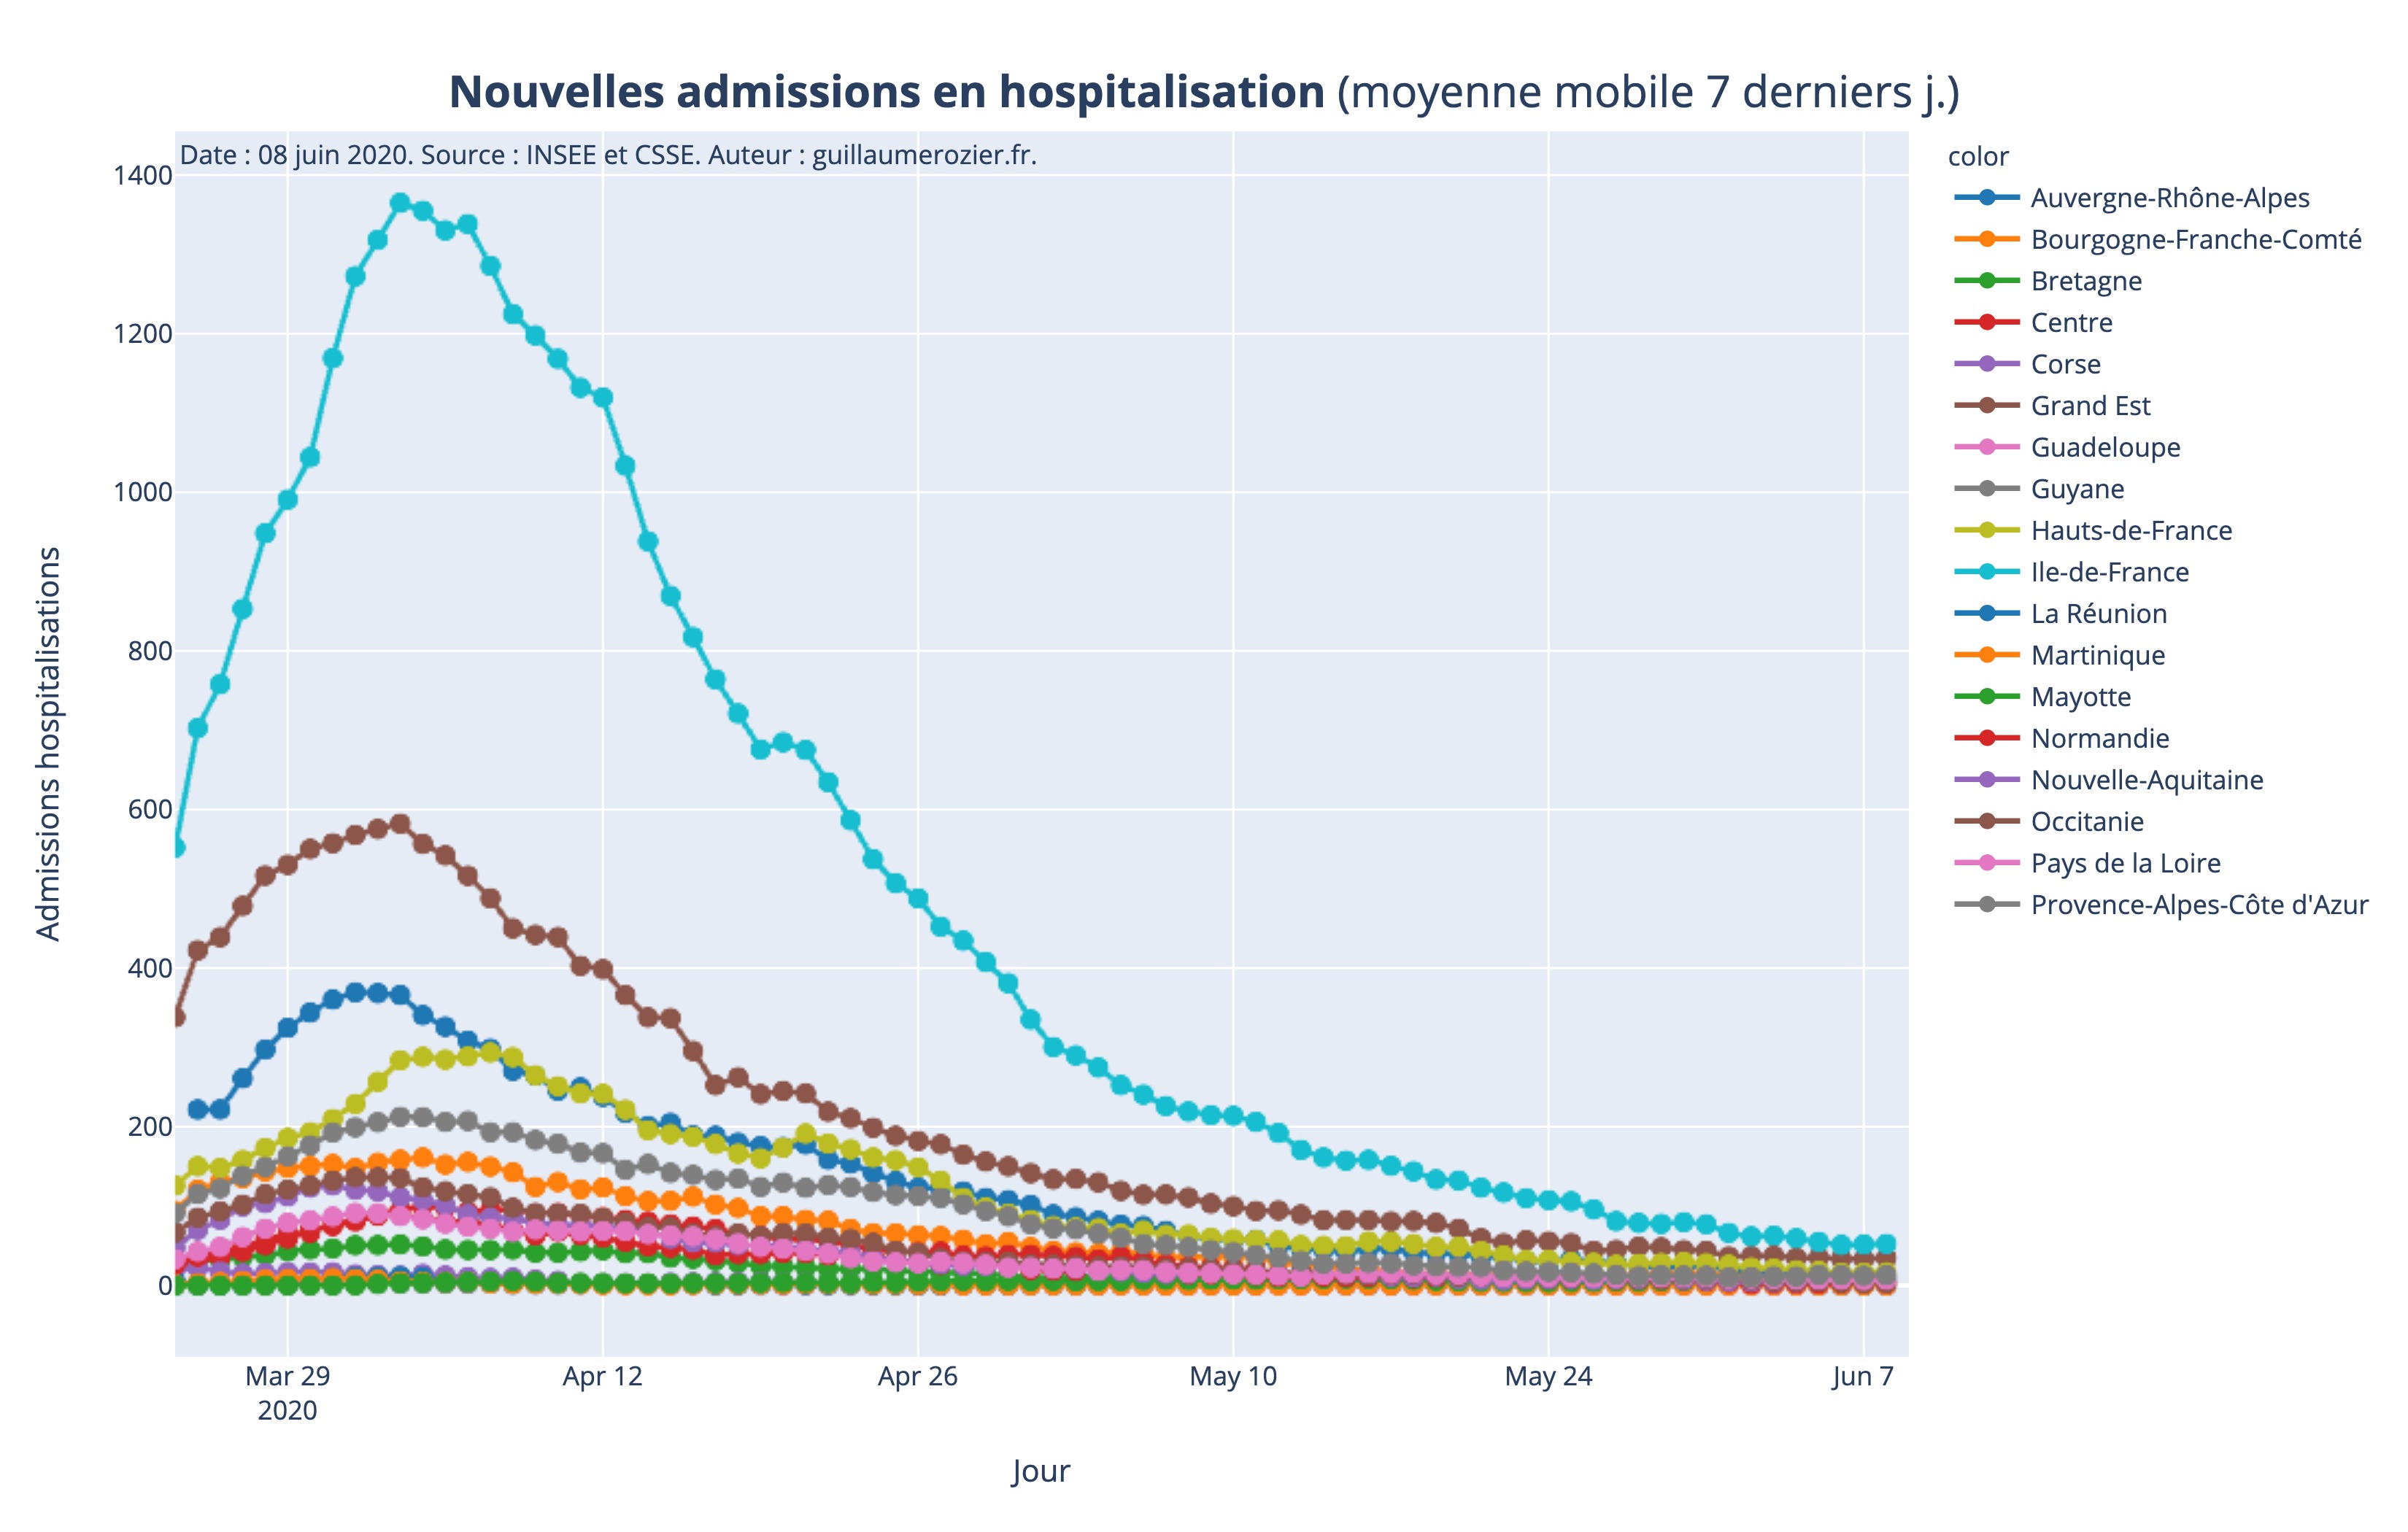 Nouvelles admissions en hospitalisation (moyenne mobile 7 derniers j.)
Date : 08 juin 2020. Source : INSEE et CSSE. Auteur : guillaumerozier.fr.
1400
1200
1000
800
600
400
200
0
Admissions hospitalisations
Mar 29
2020
Apr 12
Apr 26
May 10
May 24
Jun 7
Jour
color
Auvergne-Rhône-Alpes
Bourgogne-Franche-Comté
Bretagne
Centre
Corse
Grand Est
Guadeloupe
Guyane
Hauts-de-France
Ile-de-France
La Réunion
Martinique
Mayotte
Normandie
Nouvelle-Aquitaine
Occitanie
Pays de la Loire
Provence-Alpes-Côte d'Azur